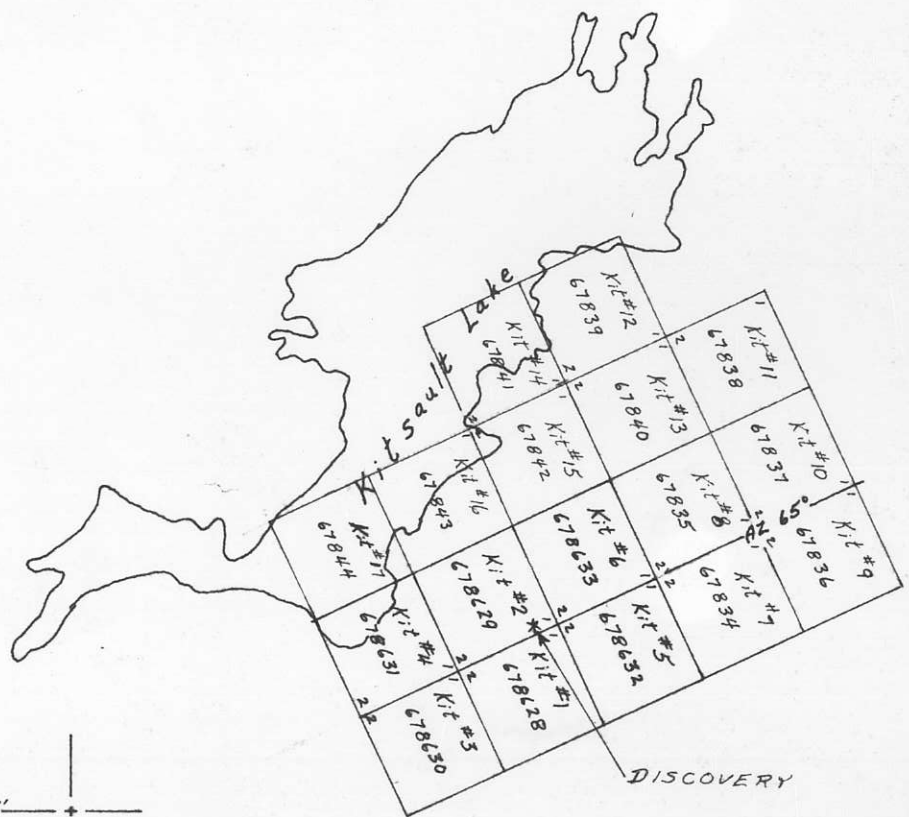 Kitsault Lake
Kit #12
67839
Kit #14
67841
Kit #11
67838
Kit #13
67840
Kit #15
67842
Kit #16
67843
Kit #17
67844
Kit #10
67837
Kit #8
67835
Kit #6
678633
Kit #2
678629
Kit #4
678631
N 65°
A
Kit #9
67836
Kit #7
67834
Kit #5
678632
Kit #1
678628
Kit #3
678630
DISCOVERY